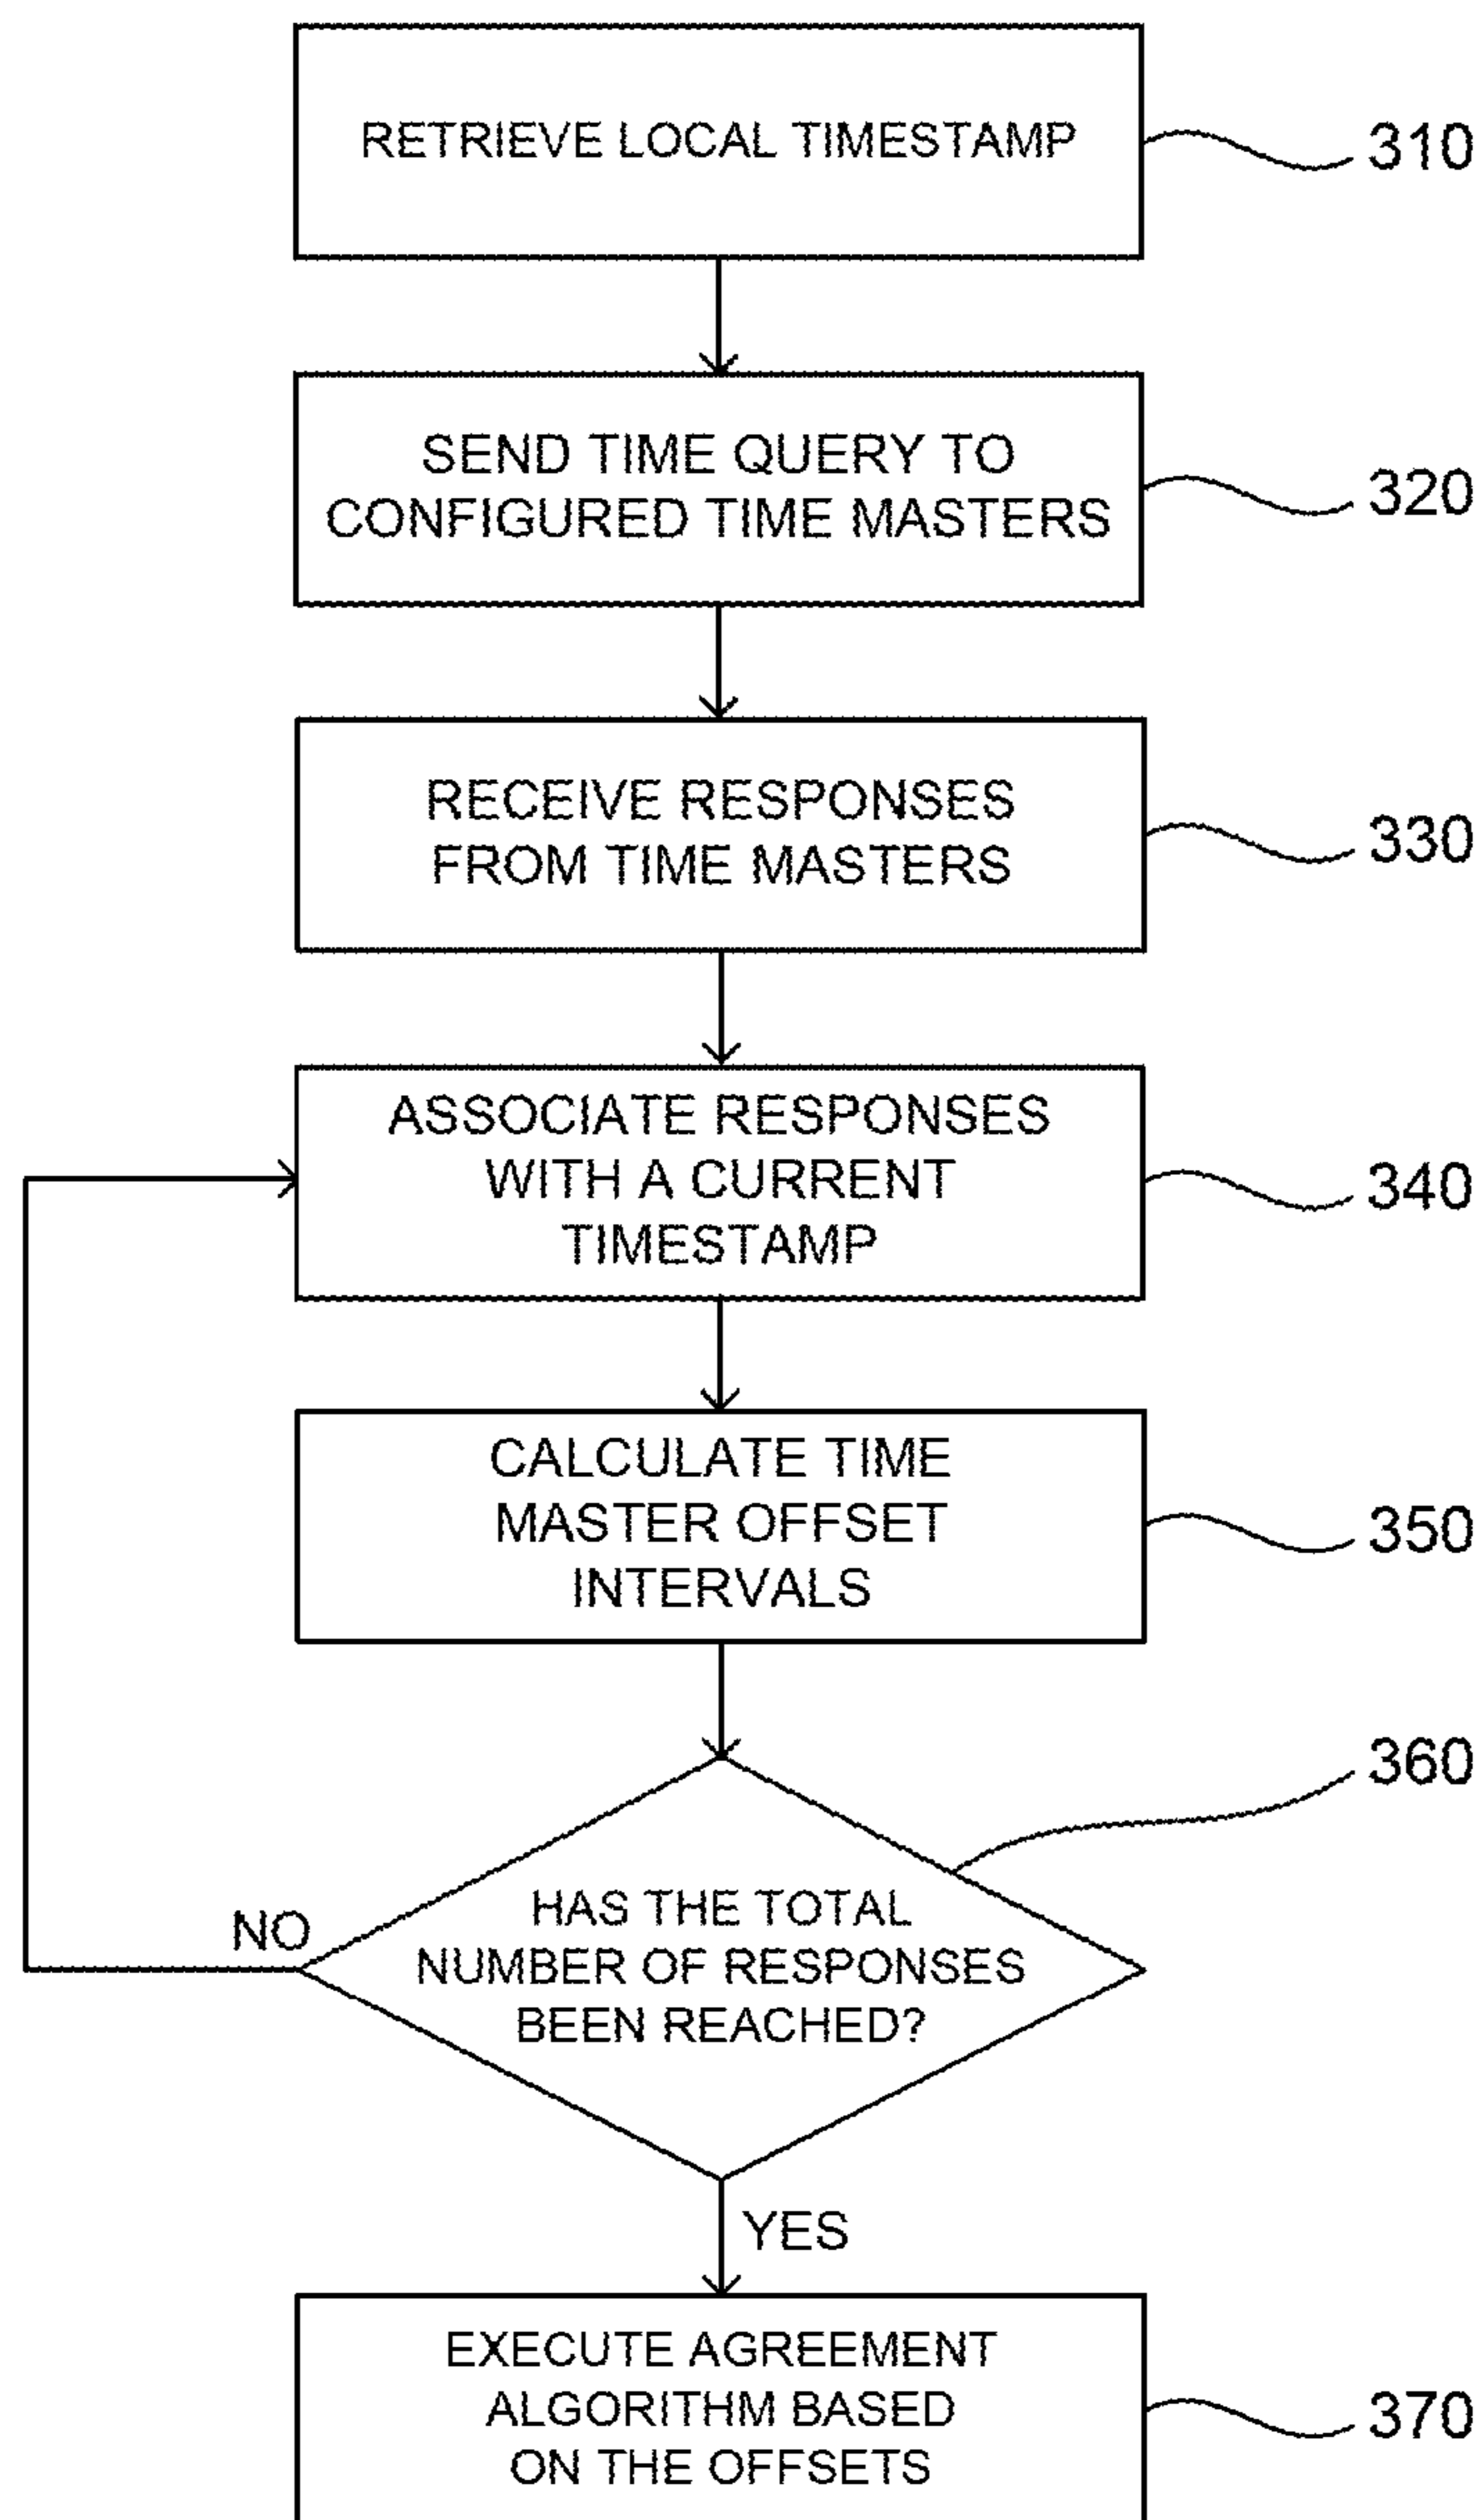 RETRIEVE LOCAL TIMESTAMP
310
SEND TIME QUERY TO
CONFIGURED TIME MASTERS
320
RECEIVE RESPONSES
FROM TIME MASTERS
330
ASSOCIATE RESPONSES
WITH A CURRENT
TIMESTAMP
340
CALCULATE TIME
MASTER OFFSET
INTERVALS
350
360
HAS THE TOTAL
NUMBER OF RESPONSES
BEEN REACHED?
NO
YES
EXECUTE AGREEMENT
ALGORITHM BASED
ON THE OFFSETS
370